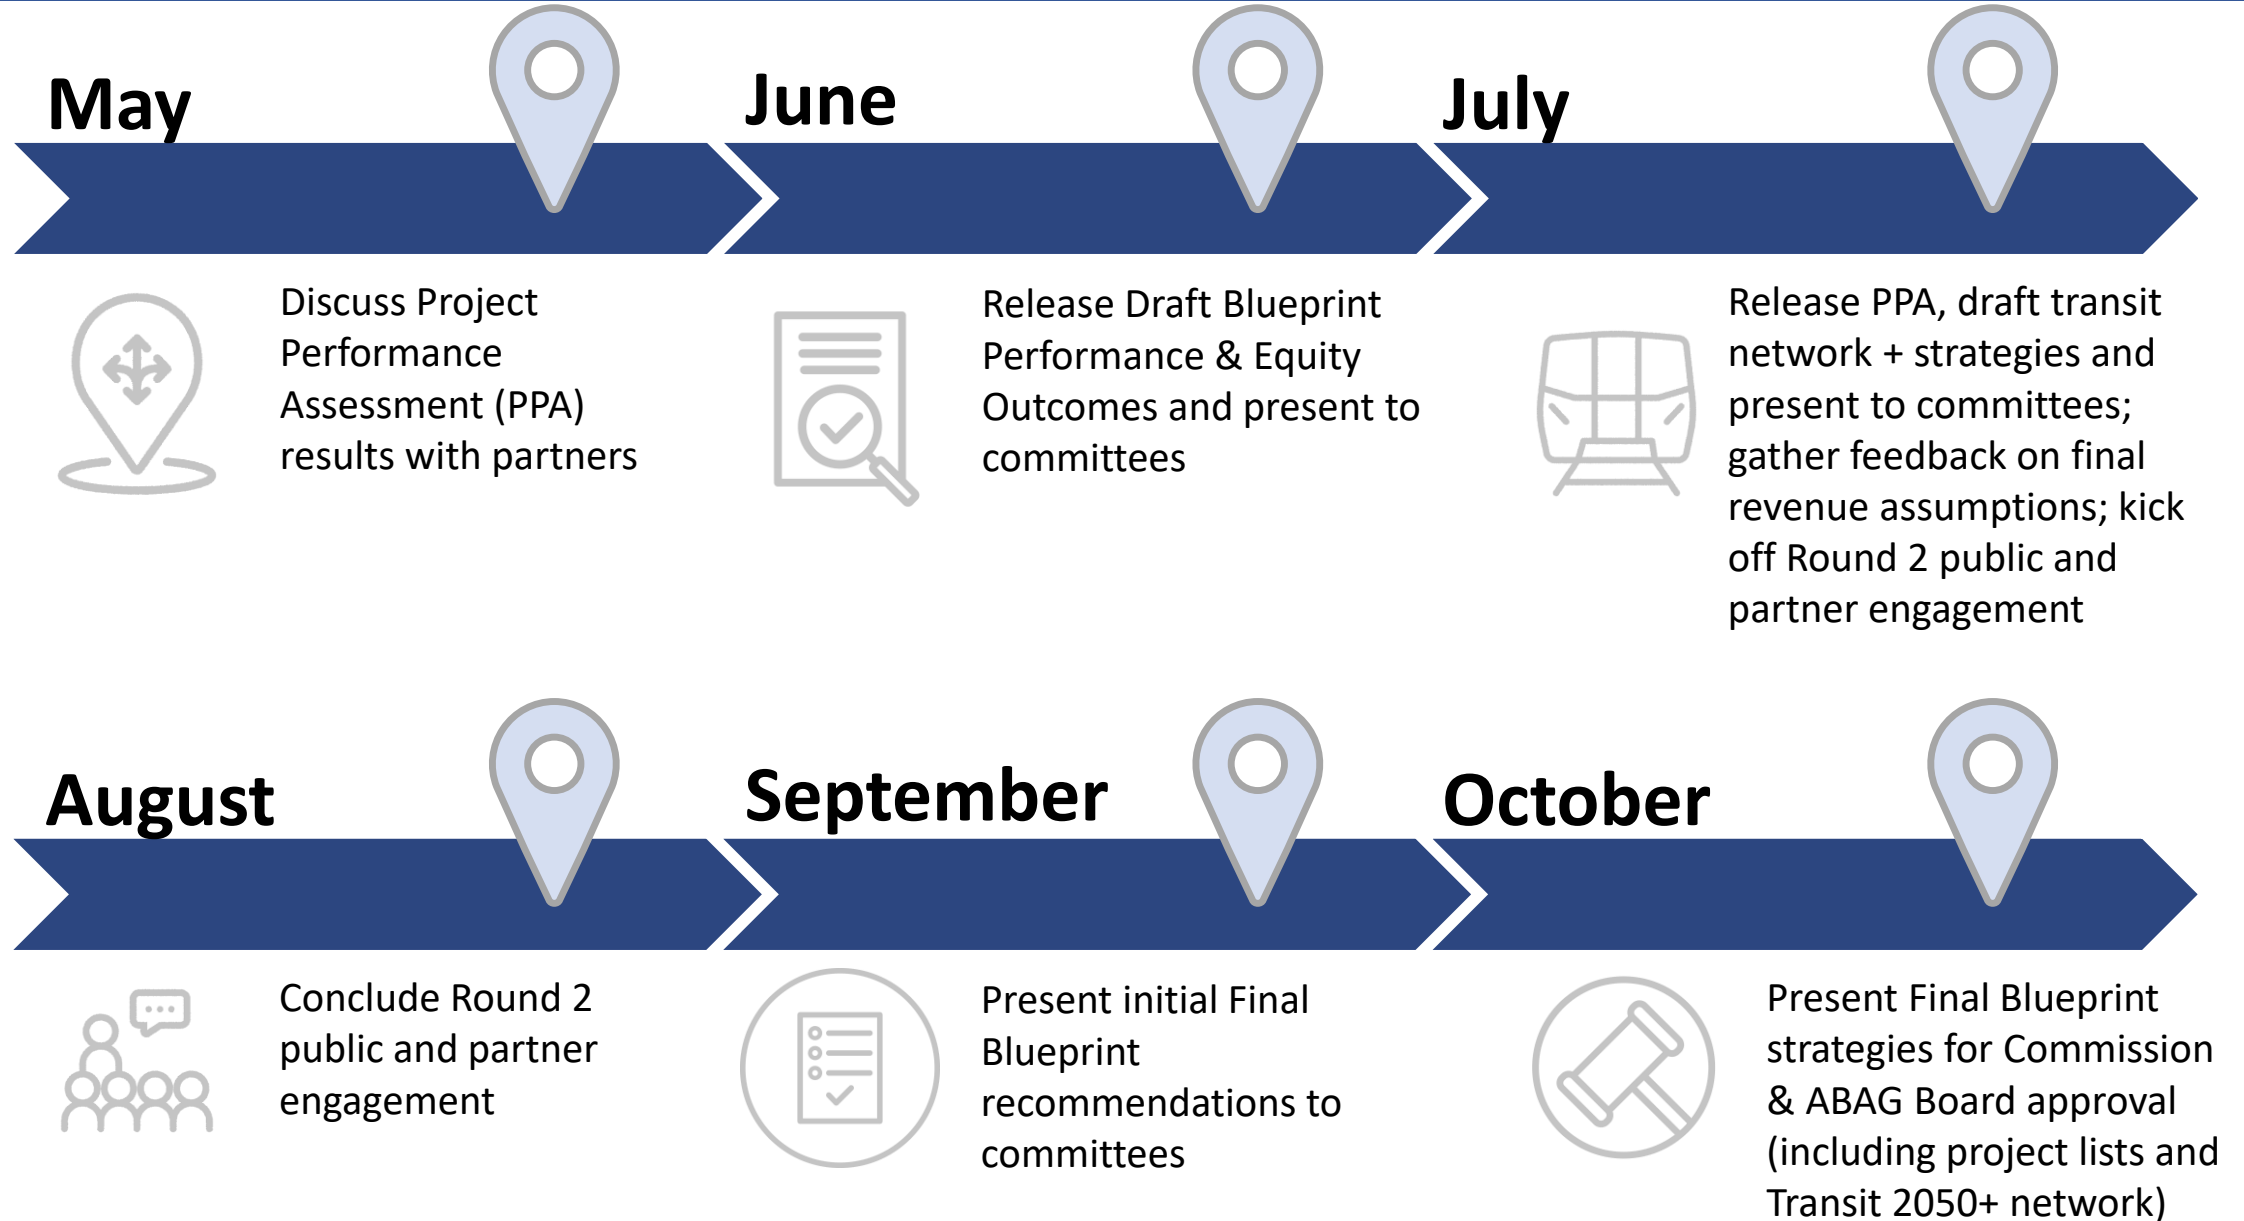 May
Discuss Project
Performance
Assessment (PPA)
results with partners
June
Release Draft Blueprint
Performance & Equity
Outcomes and present to
committees
July
Release PPA, draft transit
network + strategies and
present to committees;
gather feedback on final
revenue assumptions; kick
off Round 2 public and
partner engagement
August
Conclude Round 2
public and partner
engagement
September
Present initial Final
Blueprint
recommendations to
committees
October
Present Final Blueprint
strategies for Commission
& ABAG Board approval
(including project lists and
Transit 2050+ network)